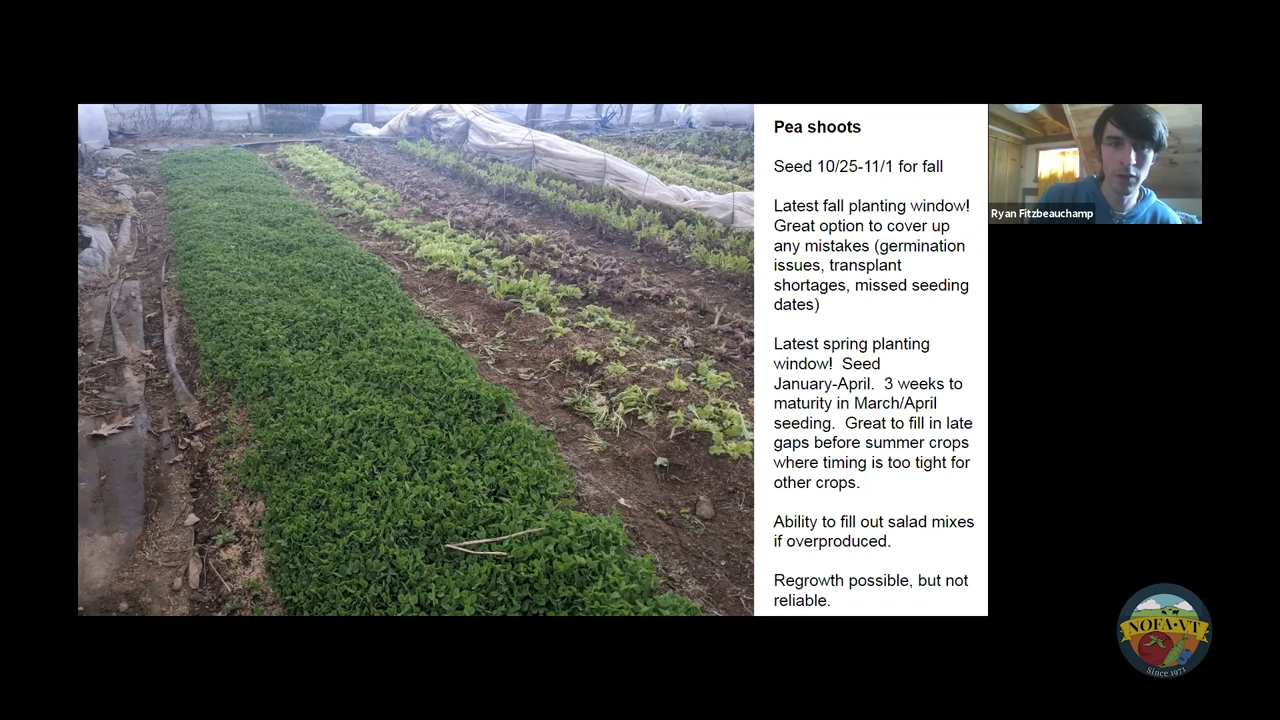 Pea shoots
Seed 10/25-11/1 for fall
Latest fall planting window!
Great option to cover up
any mistakes (germination
issues, transplant
shortages, missed seeding
dates)
Latest spring planting
window!  Seed
January-April.  3 weeks to
maturity in March/April
seeding.  Great to fill in late
gaps before summer crops
where timing is too tight for
other crops.
Ability to fill out salad mixes
if overproduced.
Regrowth possible, but not
reliable.
Ryan Fitzbeauchamp
NOFA•VT
Since 1971